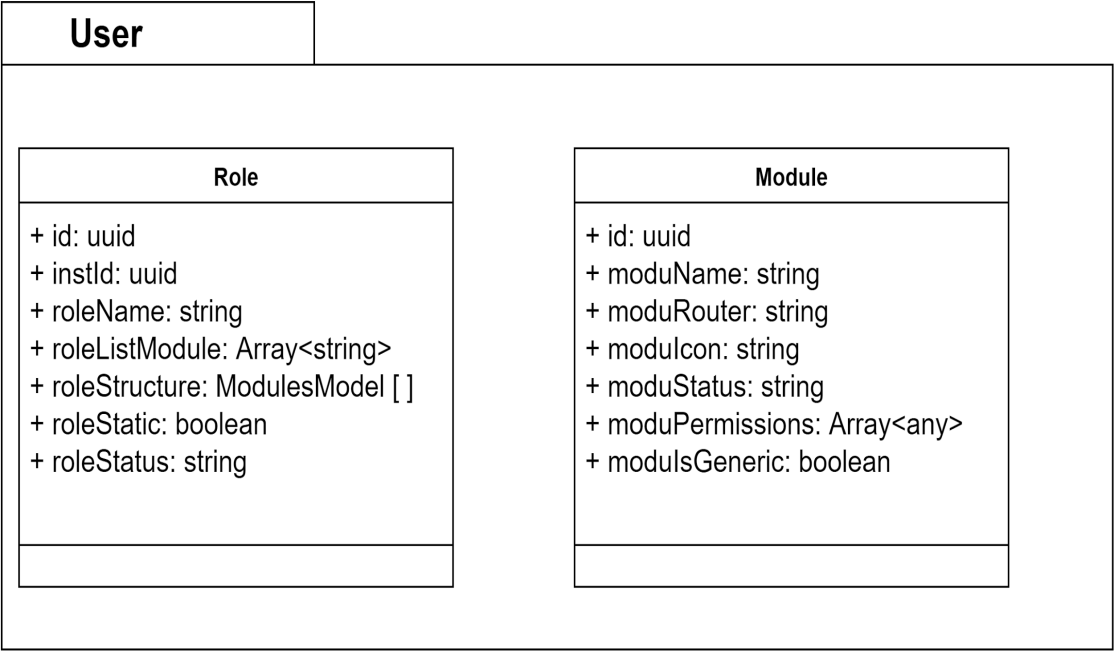 User
Role
+ id: uuid
+ instId: uuid
+ roleName: string
+ roleListModule: Array<string>
+ roleStructure: ModulesModel [ ]
+ roleStatic: boolean
+ roleStatus: string
Module
+ id: uuid
+ moduName: string
+ moduRouter: string
+ moduIcon: string
+ moduStatus: string
+ moduPermissions: Array<any>
+ moduIsGeneric: boolean